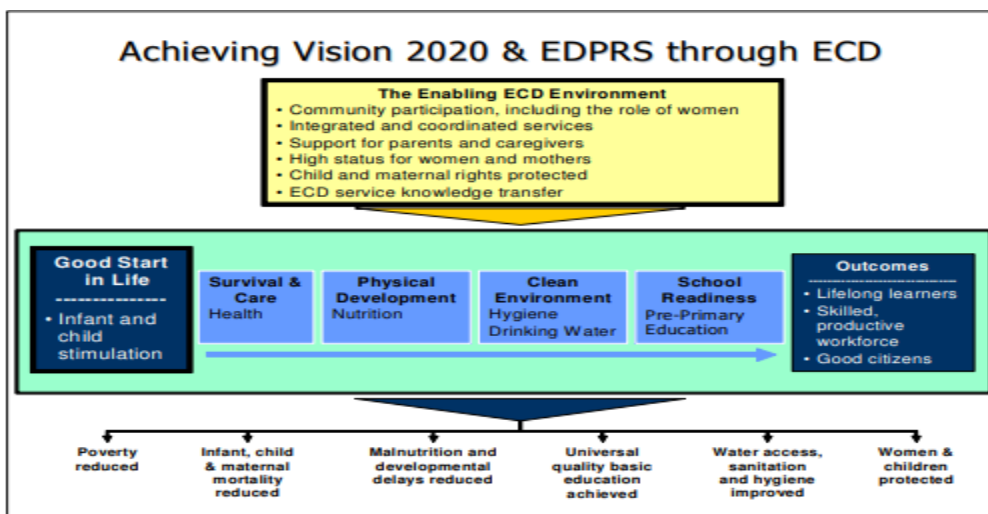 Achieving Vision 2020 & EDPRS through ECD
The Enabling ECD Environment
• Community participation, including the role of women
• Integrated and coordinated services
• Support for parents and caregivers
• High status for women and mothers
• Child and maternal rights protected
• ECD service knowledge transfer
Good Start
in Life
---------------
• Infant and
child
stimulation
Survival &
Care
Health
Physical
Development
Nutrition
Clean
Environment
Hygiene
Drinking Water
School
Readiness
Pre-Primary
Education
Outcomes
• Lifelong learners
• Skilled,
productive
workforce
• Good citizens
Poverty
reduced
Infant, child
& maternal
mortality
reduced
Malnutrition and
developmental
delays reduced
Universal
quality basic
education
achieved
Water access,
sanitation
and hygiene
improved
Women &
children
protected